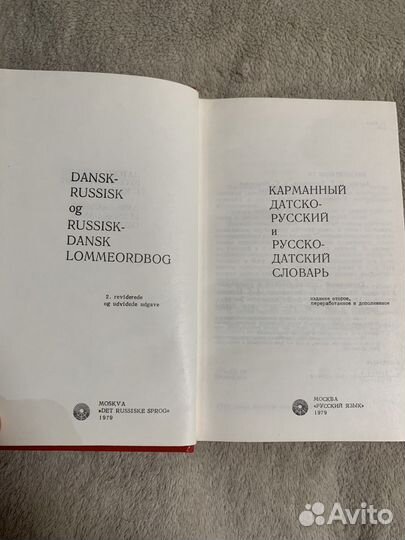 DANSK-
RUSSISK
og
RUSSISK-
DANSK
LOMMEORDBOG
2. reviderede
og udvidede udgave
MOSKVA
«DET RUSSISKE SPROG»
1979
КАРМАННЫЙ
ДАТСКО-
РУССКИЙ
и
РУССКО-
ДАТСКИЙ
СЛОВАРЬ
издание второе,
переработанное и дополненное
МОСКВА
«РУССКИЙ ЯЗЫК»
1979
Avito